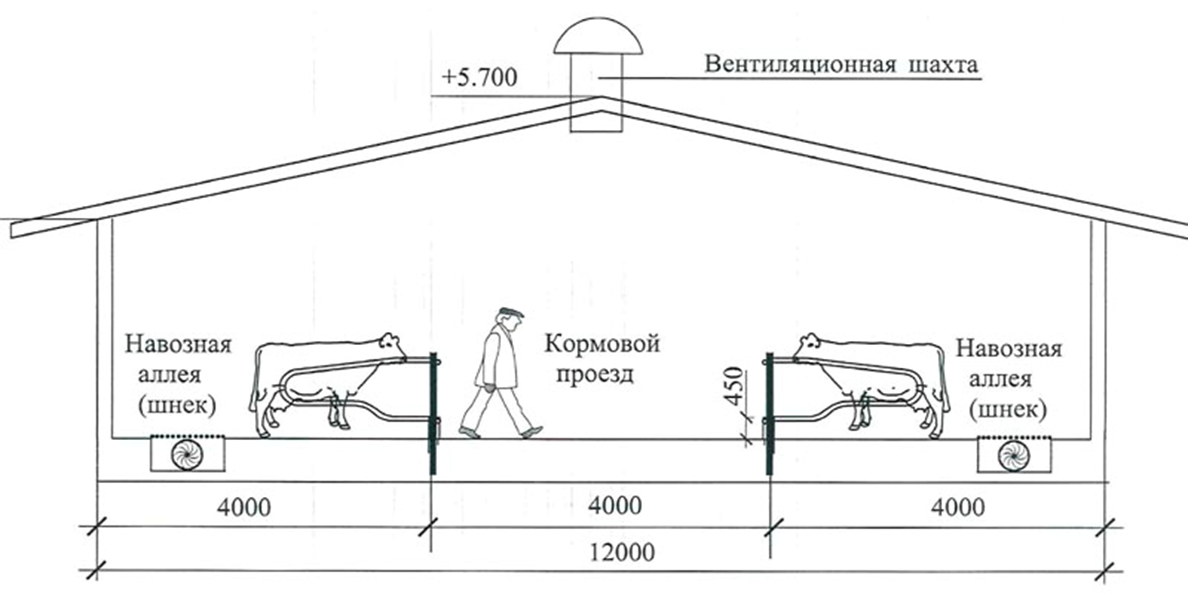 +5.700
Вентиляционная шахта
Навозная
аллея
(шнек)
Кормовой
проезд
450
Навозная
аллея
(шнек)
4000
4000
4000
12000